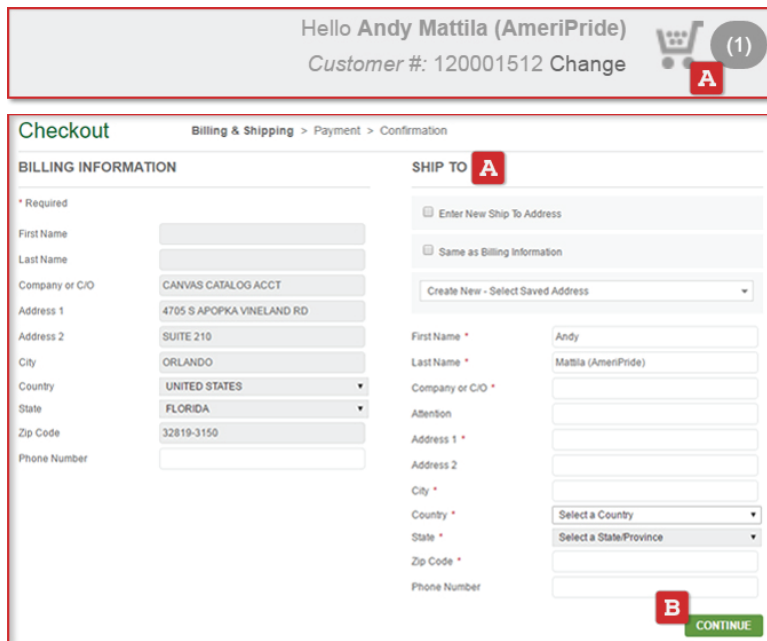 Hello Andy Mattila (AmeriPride)
(1)
Customer #: 120001512 Change
A
Checkout
Billing & Shipping > Payment > Confirmation
BILLING INFORMATION
* Required
First Name
Last Name
Company or C/O CANVAS CATALOG ACCT
Address 1 4705 S APOPKA VINELAND RD
Address 2 SUITE 210
City ORLANDO
Country UNITED STATES
State FLORIDA
Zip Code 32819-3150
Phone Number
SHIP TO A
Enter New Ship To Address
Same as Billing Information
Create New - Select Saved Address
First Name * Andy
Last Name * Mattila (AmeriPride)
Company or C/O *
Attention
Address 1 *
Address 2
City *
Country * Select a Country
State * Select a State/Province
Zip Code *
Phone Number
B
CONTINUE